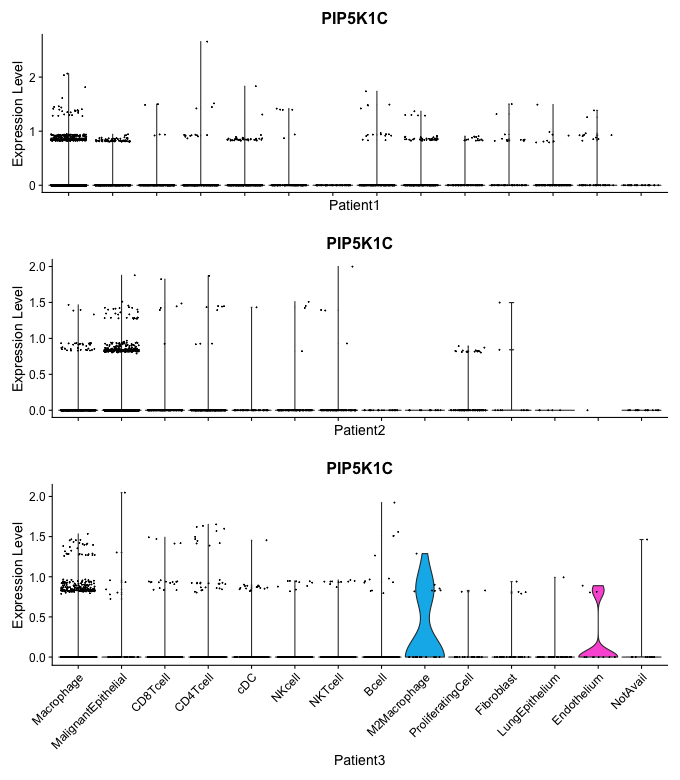 PIP5K1C
Expression Level
2
1
0
Patient1
PIP5K1C
Expression Level
2.0
1.5
1.0
0.5
0.0
Patient2
PIP5K1C
Expression Level
2.0
1.5
1.0
0.5
0.0
Macrophage
MalignantEpithelial
CD8Tcell
CD4Tcell
cDC
NKcell
NKTcell
Bcell
M2Macrophage
ProliferatingCell
Fibroblast
LungEpithelium
Endothelium
NotAvail
Patient3